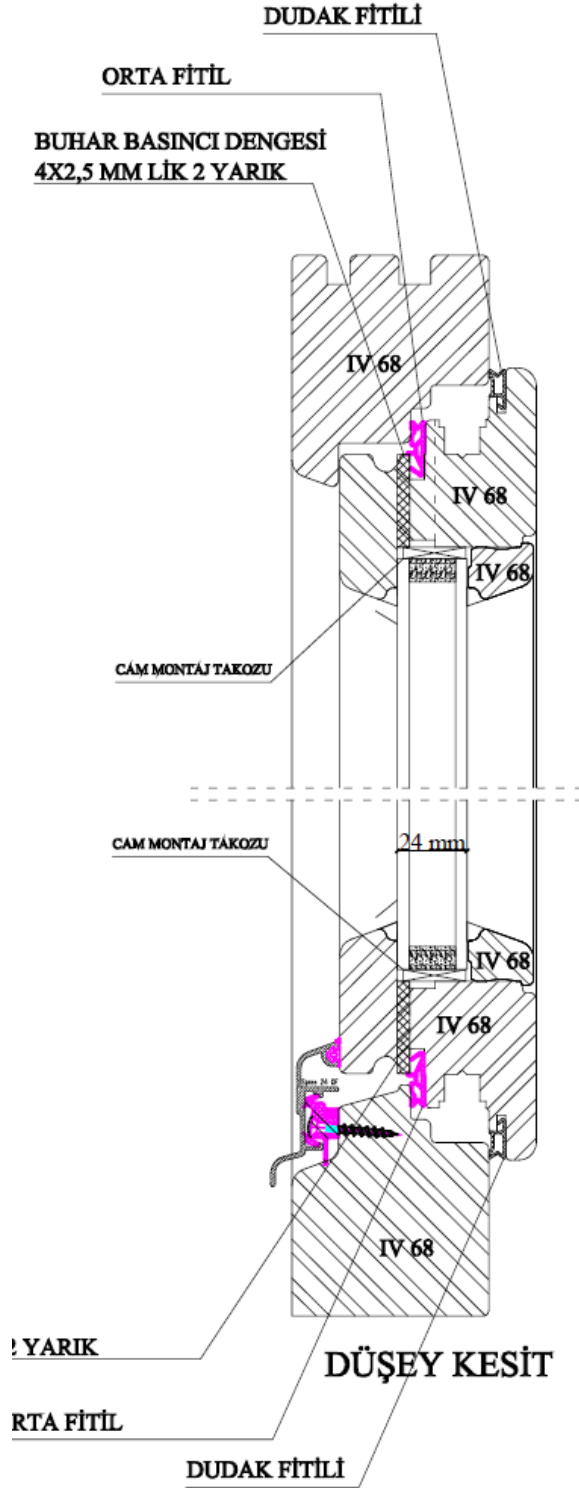 DUDAK FİTİLİ
ORTA FİTİL
BUHAR BASINCI DENGESİ
4X2,5 MM LİK 2 YARIK
IV 68
IV 68
IV 68
CAM MONTAJ TAKOZU
CAM MONTAJ TAKOZU
24 mm
IV 68
IV 68
IV 68
2 YARIK
DÜŞEY KESİT
RTA FİTİL
DUDAK FİTİLİ